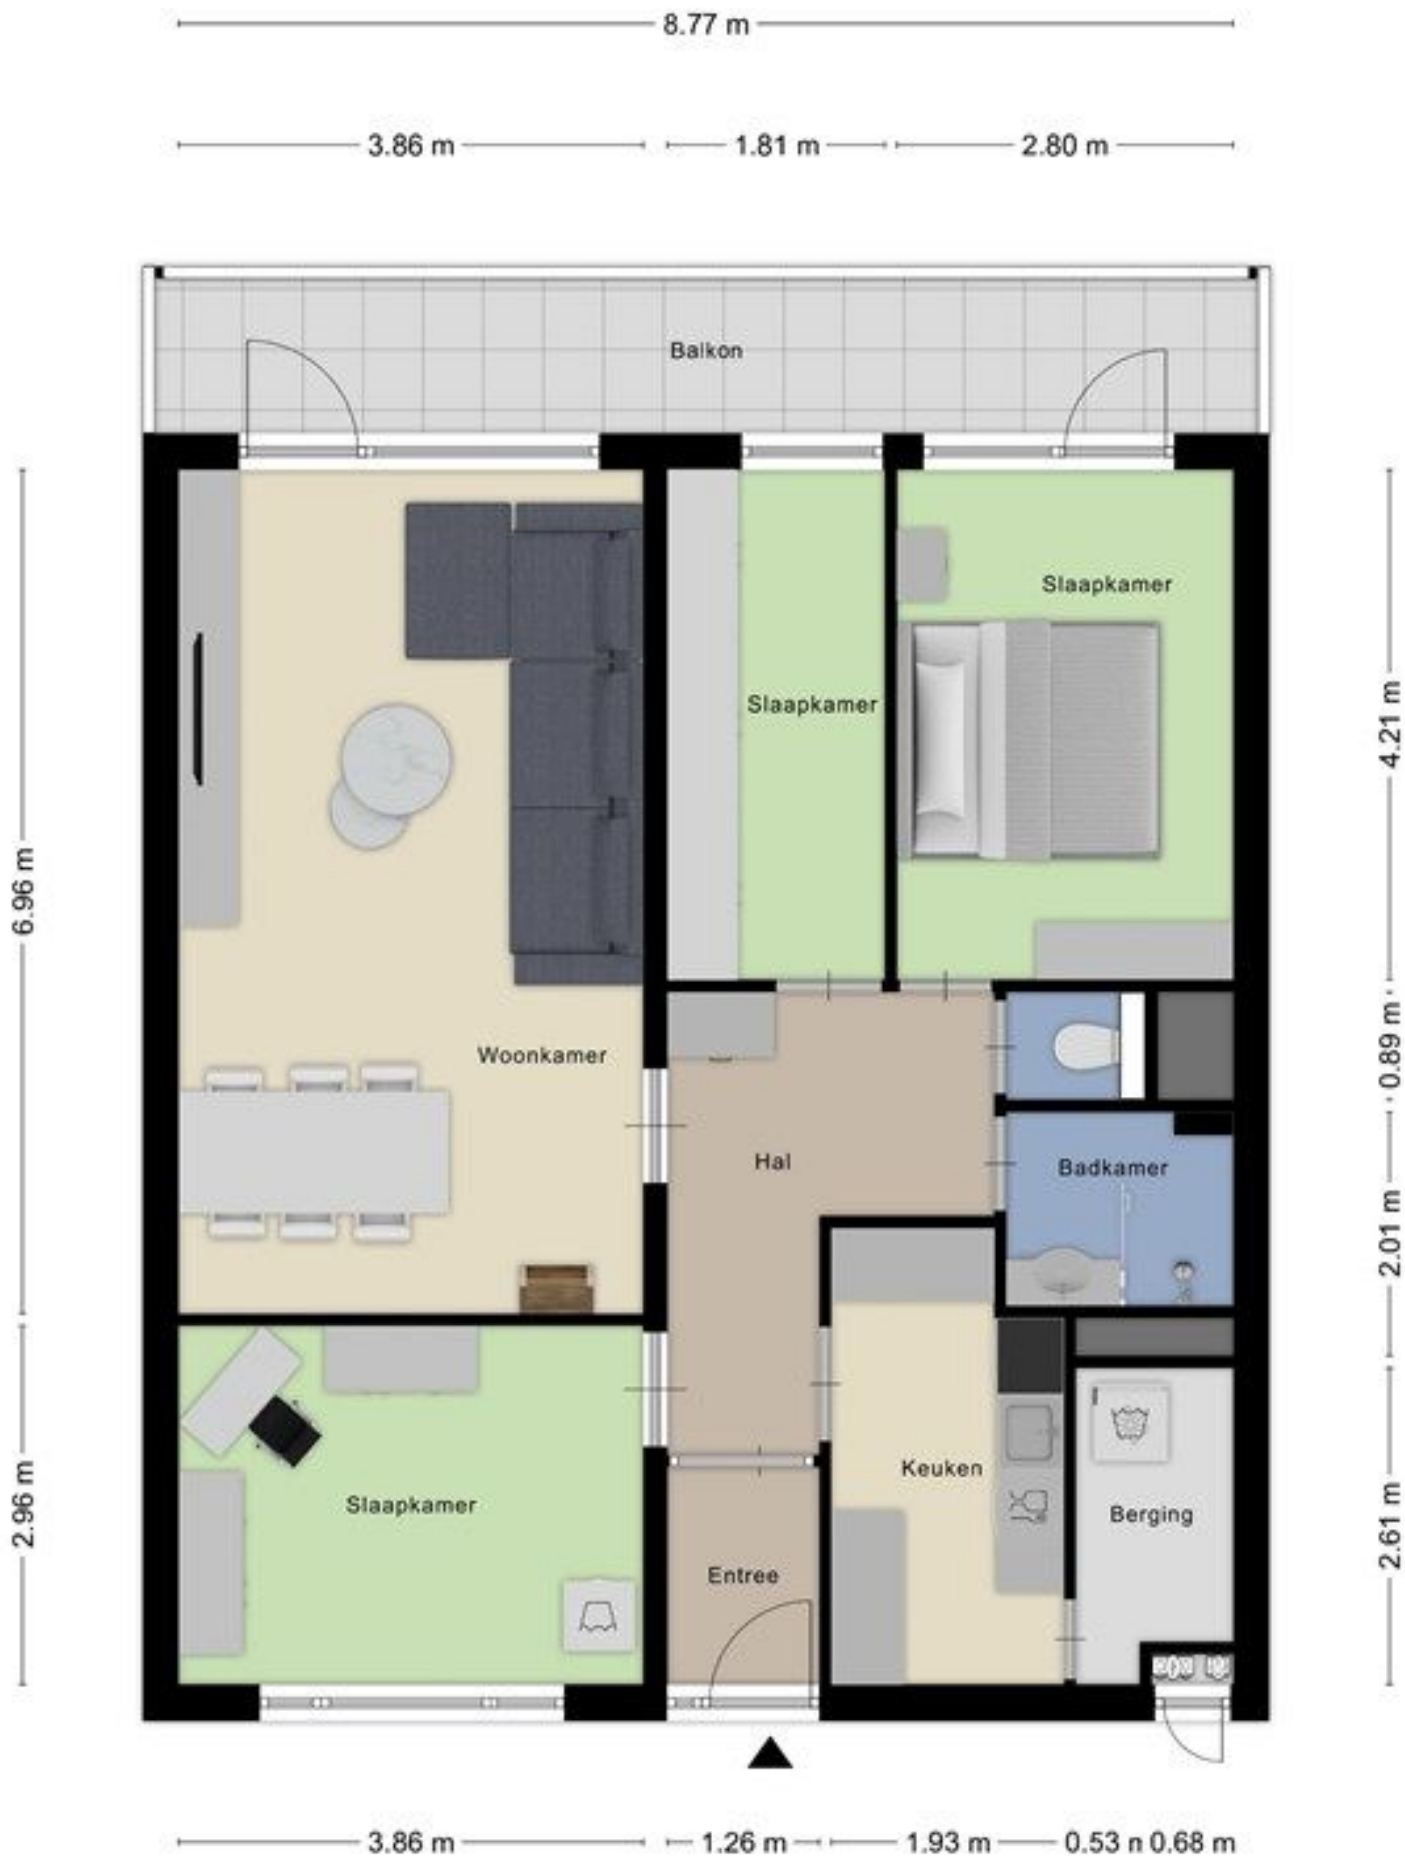 8.77 m
3.86 m
1.81 m
2.80 m
Balkon
Slaapkamer
Slaapkamer
4.21 m
6.96 m
Woonkamer
0.89 m
Hal
Badkamer
2.01 m
Keuken
2.96 m
Slaapkamer
Berging
2.61 m
Entree
3.86 m
1.26 m
1.93 m
0.53 n 0.68 m